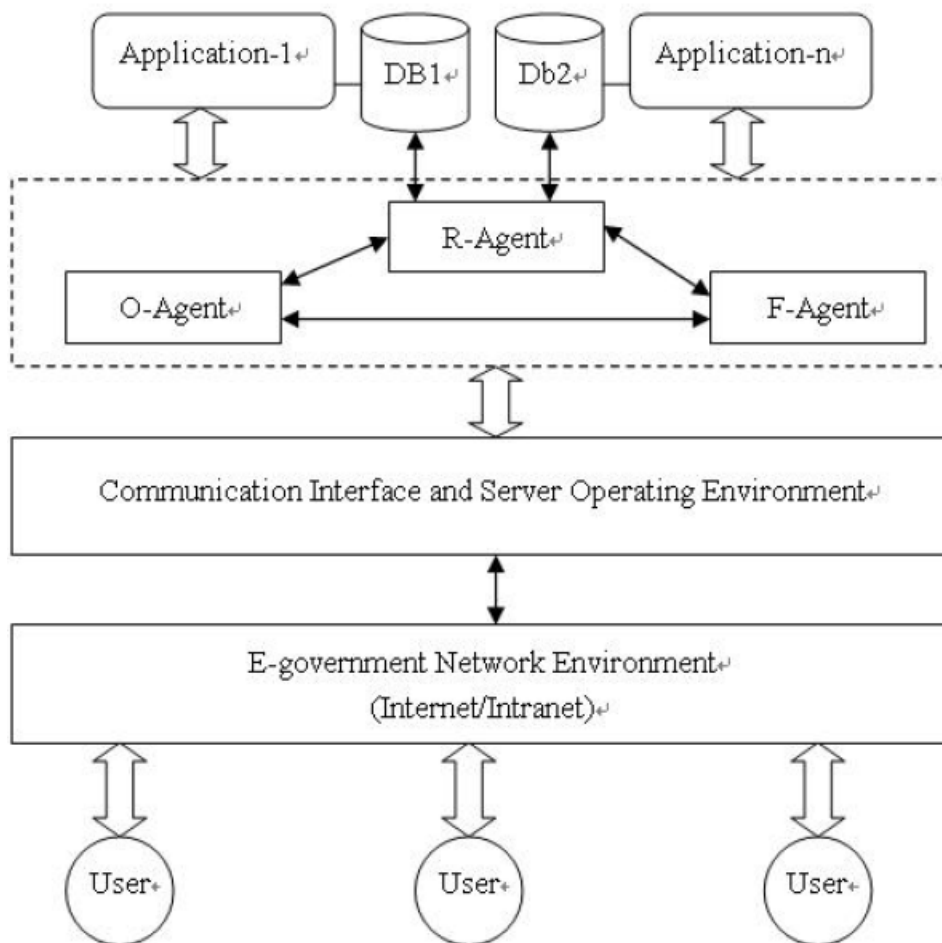 Application-1↵
DB1↵
Db2↵
Application-n↵
R-Agent↵
O-Agent↵
F-Agent↵
Communication Interface and Server Operating Environment↵
E-government Network Environment↵
(Internet/Intranet)↵
User↵
User↵
User↵